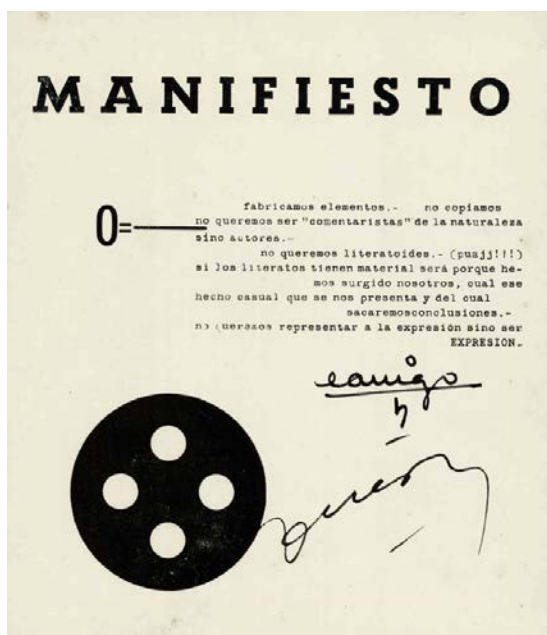 MANIFIESTO
fabricamos elementos.- no copiamos
0= no queremos ser "comentaristas" de la naturaleza
sino autores.-
no queremos literatoides.- (puajj!!!)
si los literatos tienen material será porque he-
mos surgido nosotros, cual ese
hecho casual que se nos presenta y del cual
sacaremosconclusiones.-
no queremos representar a la expresión sino ser
EXPRESION.